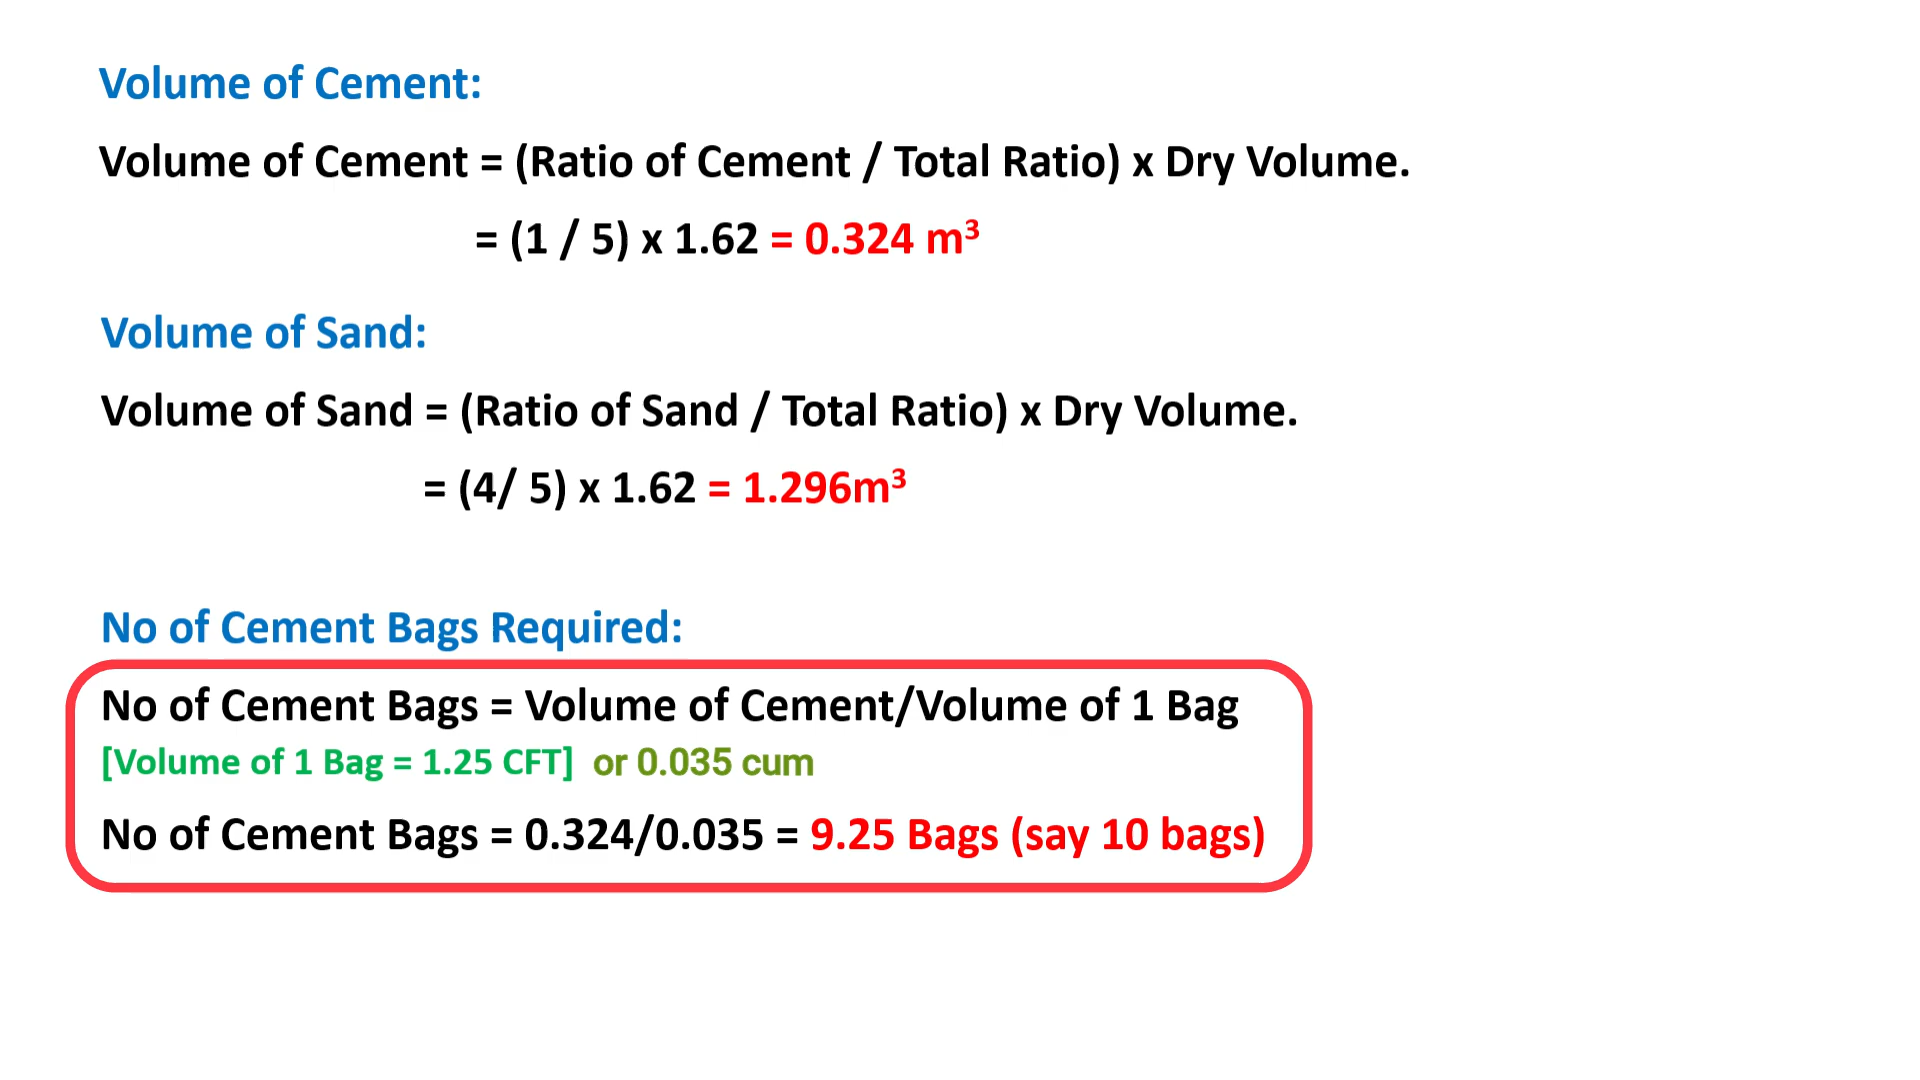 Volume of Cement:
Volume of Cement = (Ratio of Cement / Total Ratio) x Dry Volume.
= (1 / 5) x 1.62 = 0.324 m³
Volume of Sand:
Volume of Sand = (Ratio of Sand / Total Ratio) x Dry Volume.
= (4/ 5) x 1.62 = 1.296m³
No of Cement Bags Required:
No of Cement Bags = Volume of Cement/Volume of 1 Bag
[Volume of 1 Bag = 1.25 CFT] or 0.035 cum
No of Cement Bags = 0.324/0.035 = 9.25 Bags (say 10 bags)